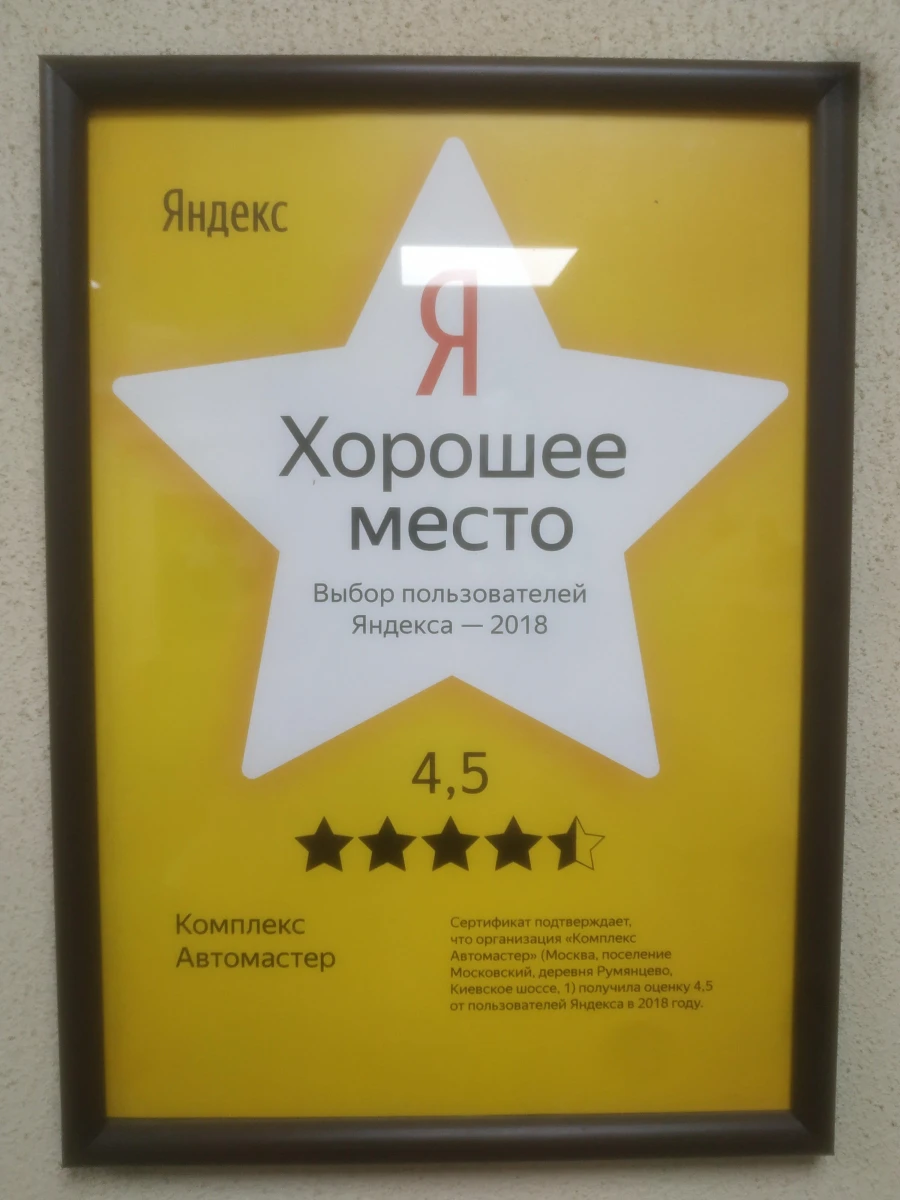 Яндекс
Я
Хорошее
место
Выбор пользователей
Яндекса — 2018
4,5
Комплекс
Автомастер
Сертификат подтверждает,
что организация «Комплекс
Автомастер» (Москва, поселение
Московский, деревня Румянцево,
Киевское шоссе, 1) получила оценку 4,5
от пользователей Яндекса в 2018 году.